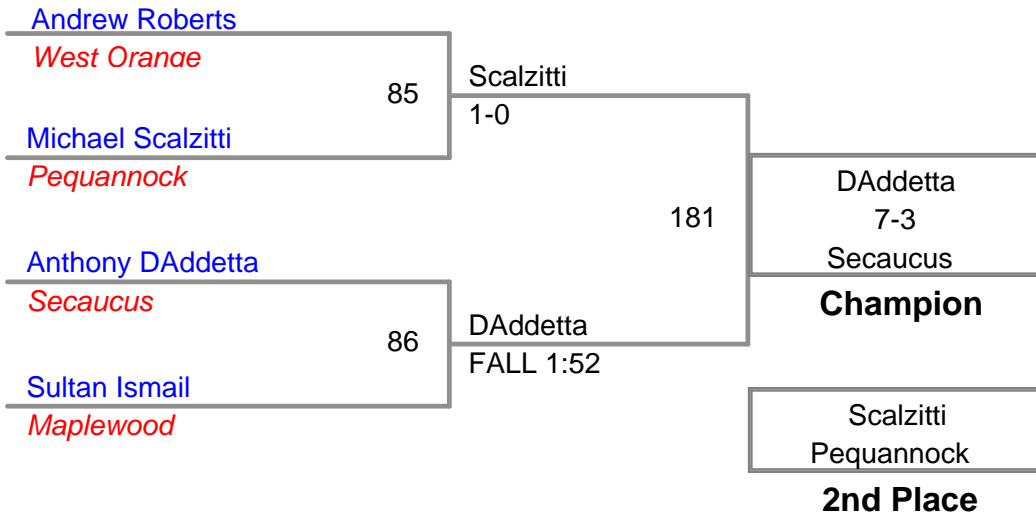 Andrew Roberts
West Orange
85
Scalzitti
1-0
Michael Scalzitti
Pequannock
181
DAddetta
7-3
Secaucus
Champion
Anthony DAddetta
Secaucus
86
DAddetta
FALL 1:52
Sultan Ismail
Maplewood
Scalzitti
Pequannock
2nd Place